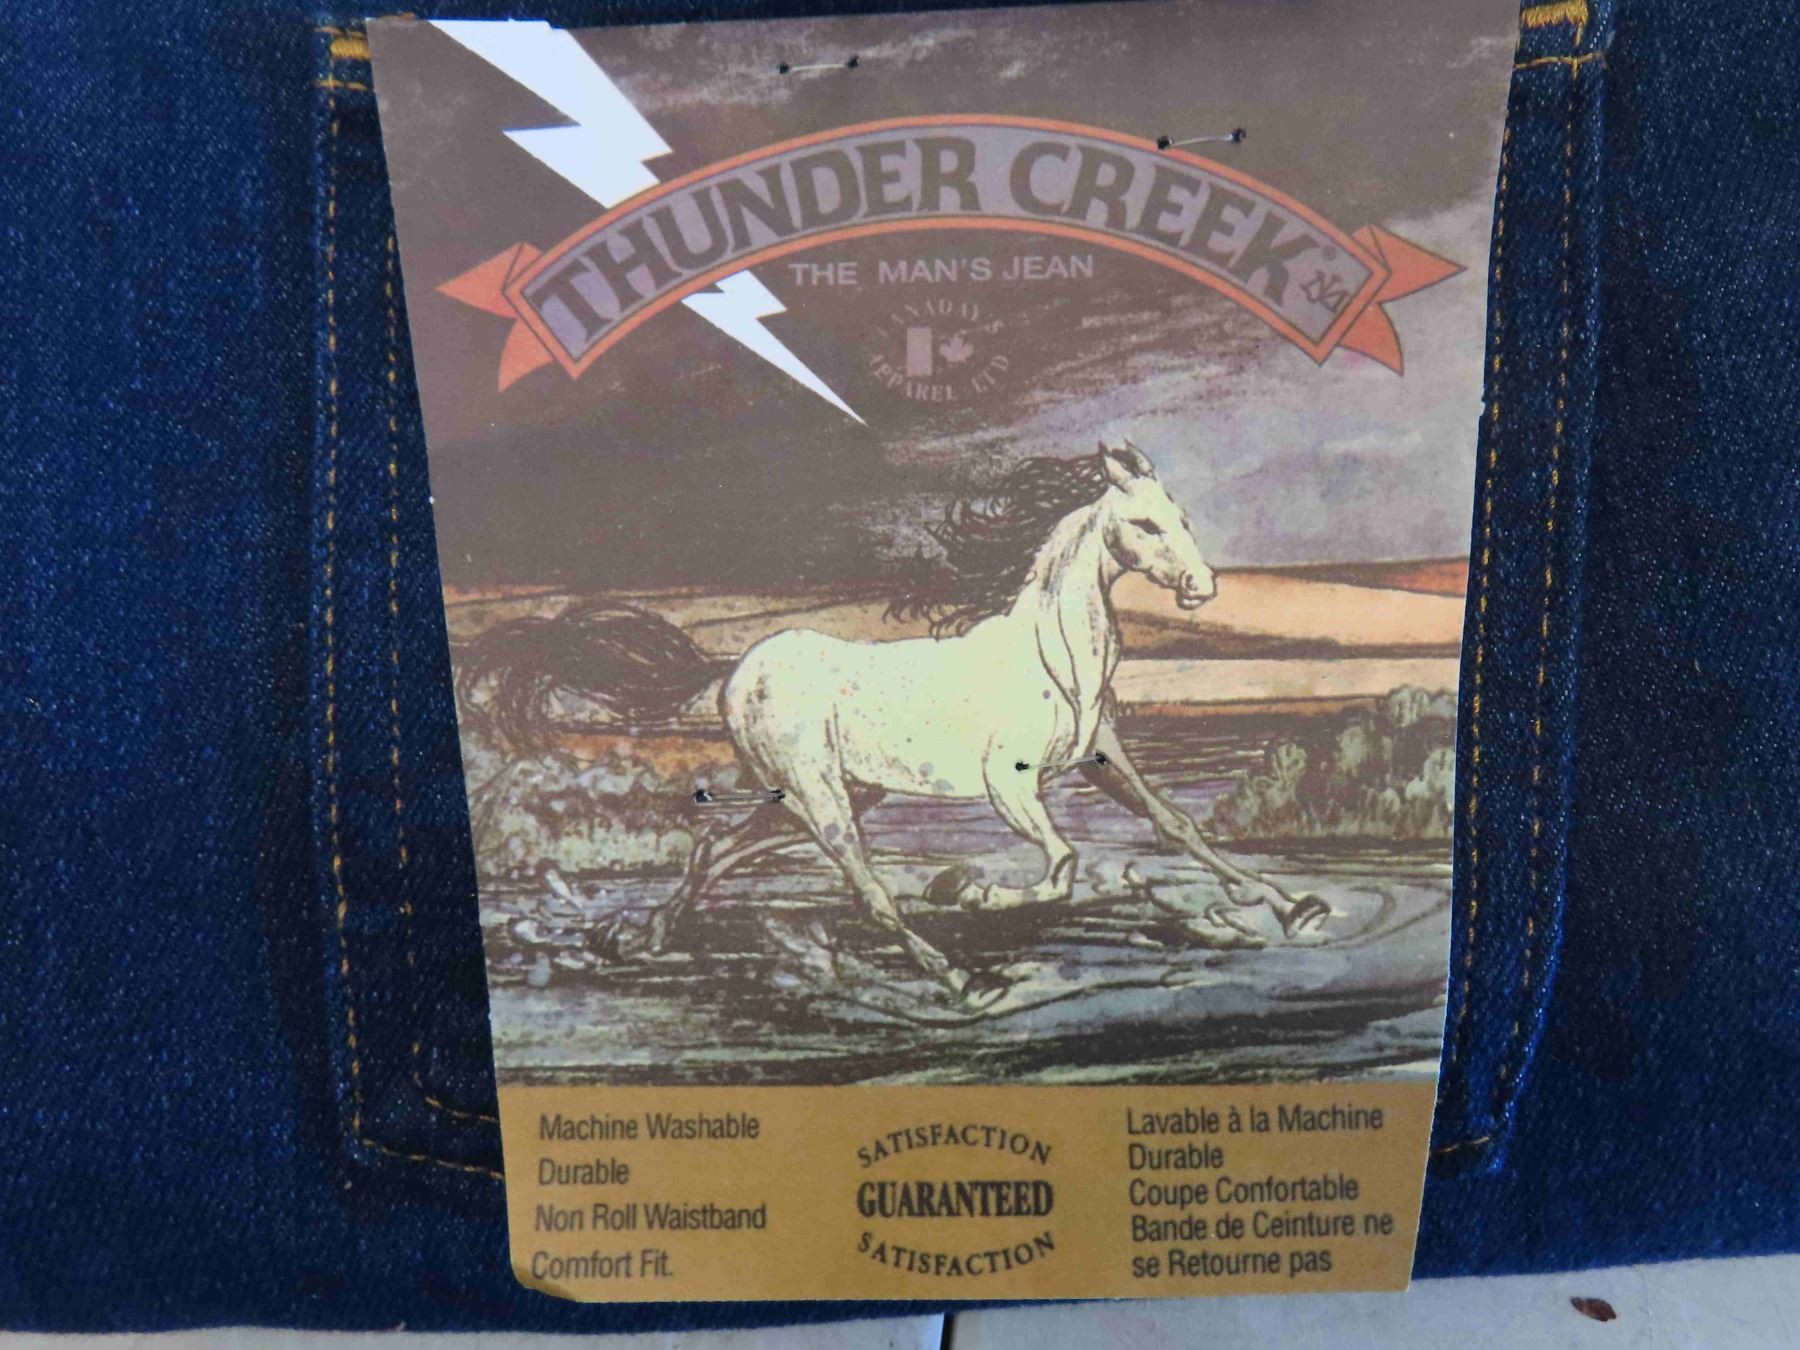 THUNDER CREEK
THE MAN'S JEAN
CANADAY'S
APPAREL LTD
Machine Washable
Durable
Non Roll Waistband
Comfort Fit.
SATISFACTION
GUARANTEED
SATISFACTION
Lavable à la Machine
Durable
Coupe Confortable
Bande de Ceinture ne
se Retourne pas